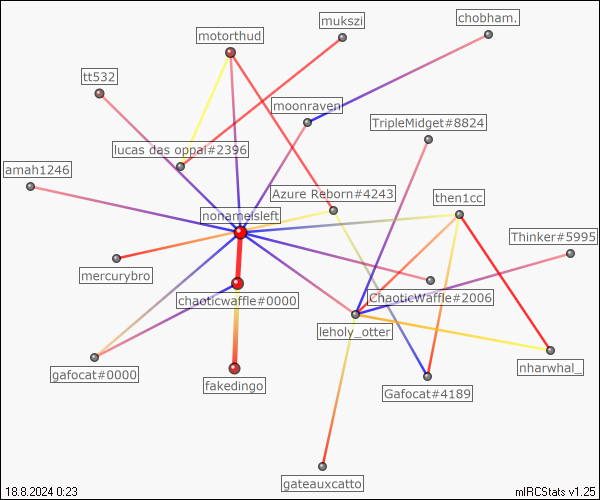 mukszi
chobham.
motorthud
tt532
moonraven
TripleMidget#8824
lucas das oppai#2396
amah1246
Azure Reborn#4243
then1cc
nonameisleft
Thinker#5995
mercurybro
chaoticwaffle#0000
ChaoticWaffle#2006
leholy_otter
gafocat#0000
nharwhal_
fakedingo
Gafocat#4189
gateauxcatto
18.8.2024 0:23
mIRCStats v1.25